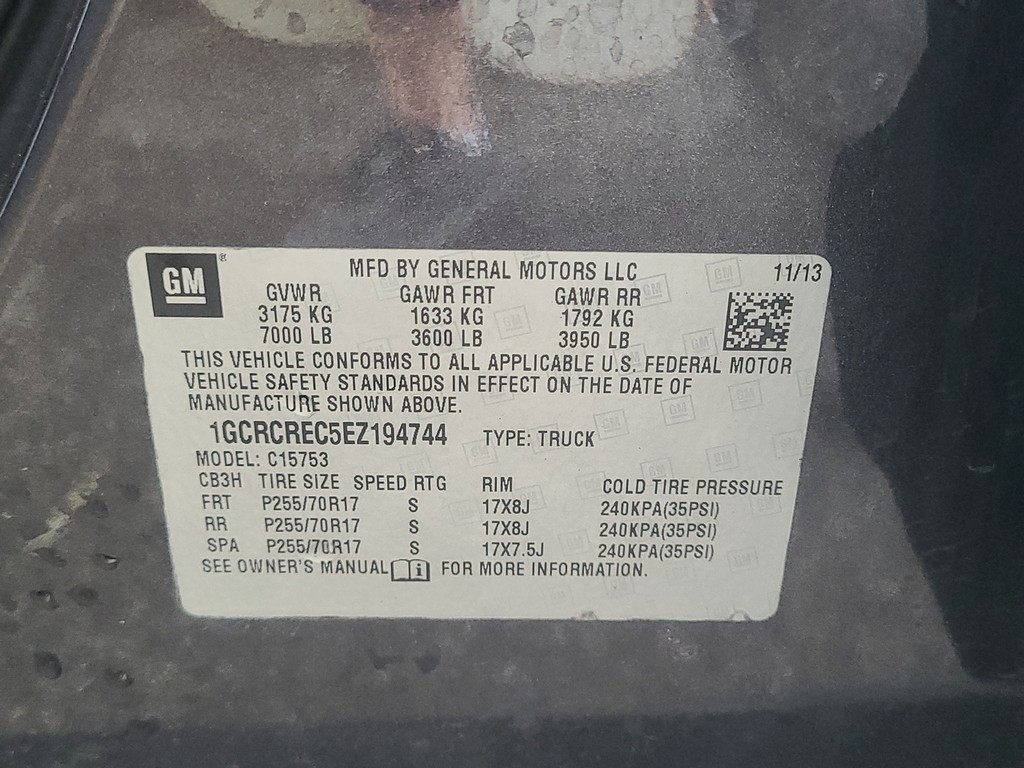 GM ®
MFD BY GENERAL MOTORS LLC 11/13
GVWR GAWR FRT GAWR RR
3175 KG 1633 KG 1792 KG
7000 LB 3600 LB 3950 LB
THIS VEHICLE CONFORMS TO ALL APPLICABLE U.S. FEDERAL MOTOR
VEHICLE SAFETY STANDARDS IN EFFECT ON THE DATE OF
MANUFACTURE SHOWN ABOVE.
1GCRCREC5EZ194744 TYPE: TRUCK
MODEL: C15753
CB3H TIRE SIZE SPEED RTG RIM COLD TIRE PRESSURE
FRT P255/70R17 S 17X8J 240KPA(35PSI)
RR P255/70R17 S 17X8J 240KPA(35PSI)
SPA P255/70R17 S 17X7.5J 240KPA(35PSI)
SEE OWNER'S MANUAL i FOR MORE INFORMATION.